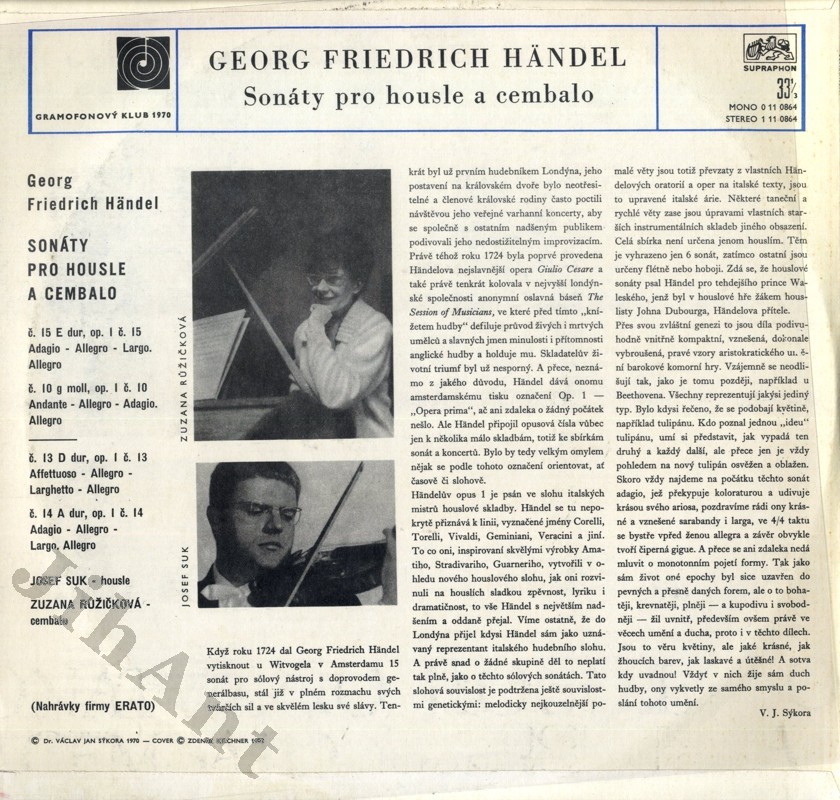 GRAMOFONOVÝ KLUB 1970
GEORG FRIEDRICH HÄNDEL
Sonáty pro housle a cembalo
SUPRAPHON
33 1/3
MONO 0 11 0864
STEREO 1 11 0864
Georg
Friedrich Händel
SONÁTY
PRO HOUSLE
A CEMBALO
č. 15 E dur, op. I č. 15
Adagio - Allegro - Largo.
Allegro
č. 10 g moll, op. I č. 10
Andante - Allegro - Adagio.
Allegro
č. 13 D dur, op. I č. 13
Affettuoso - Allegro -
Larghetto - Allegro
č. 14 A dur, op. I č. 14
Adagio - Allegro -
Largo, Allegro
JOSEF SUK - housle
ZUZANA RŮŽIČKOVÁ -
cembalo
(Nahrávky firmy ERATO)
© Dr. VÁCLAV JAN SÝKORA 1970 — COVER © ZDENĚK
ZUZANA RŮŽIČKOVÁ
JOSEF SUK
Když roku 1724 dal Georg Friedrich Händel
vytisknout u Witvogela v Amsterdamu 15
sonát pro sólový nástroj s doprovodem ge-
nerálbasu, stál již v plném rozmachu svých
tvůrčích sil a ve skvělém lesku své slávy. Ten-
krát byl už prvním hudebníkem Londýna, jeho
postavení na královském dvoře bylo neotřesi-
telné a členové královské rodiny často poctili
návštěvou jeho veřejné varhanní koncerty, aby
se společně s ostatním nadšeným publikem
podivovali jeho nedostižitelným improvizacím.
Právě téhož roku 1724 byla poprvé provedena
Händelova nejslavnější opera Giulio Cesare a
také právě tenkrát kolovala v nejvyšší londýn-
ské společnosti anonymní oslavná báseň The
Session of Musicians, ve které před tímto „kní-
žetem hudby“ defiluje průvod živých i mrtvých
umělců a slavných jmen minulosti i přítomnosti
anglické hudby a holduje mu. Skladatelův ži-
votní triumf byl už nesporný. A přece, nezná-
mo z jakého důvodu, Händel dává onomu
amsterdamskému tisku označení Op. 1 —
„Opera prima“, ač ani zdaleka o žádný počátek
nešlo. Ale Händel připojil opusová čísla vůbec
jen k několika málo skladbám, totiž ke sbírkám
sonát a koncertů. Bylo by tedy velkým omylem
nějak se podle tohoto označení orientovat, ať
časově či slohově.
Händelův opus 1 je psán ve slohu italských
mistrů houslové skladby. Händel se tu nepo-
krytě přiznává k linii, vyznačené jmény Corelli,
Torelli, Vivaldi, Geminiani, Veracini a jiní.
To co oni, inspirovaní skvělými výrobky Ama-
tiho, Stradivariho, Guarneriho, vytvořili v o-
hledu nového houslového slohu, jak oni rozvi-
nuli na houslích sladkou zpěvnost, lyriku i
dramatičnost, to vše Händel s největším nad-
šením a oddaně přejal. Víme ostatně, že do
Londýna přijel kdysi Händel sám jako uzná-
vaný reprezentant italského hudebního slohu.
A právě snad o žádné skupině děl to neplatí
tak plně, jako o těchto sólových sonátách. Tato
slohová souvislost je podtržena ještě souvislost-
mi genetickými: melodicky nejkouzelnější po-
malé věty jsou totiž převzaty z vlastních Hän-
delových oratorií a oper na italské texty, jsou
to upravené italské árie. Některé taneční a
rychlé věty zase jsou úpravami vlastních star-
ších instrumentálních skladeb jiného obsazení.
Celá sbírka není určena jenom houslím. Těm
je vyhrazeno jen 6 sonát, zatímco ostatní jsou
určeny flétně nebo hoboji. Zdá se, že houslové
sonáty psal Händel pro tehdejšího prince Wa-
leského, jenž byl v houslové hře žákem hous-
listy Johna Dubourga, Händelova přítele.
Přes svou zvláštní genezi to jsou díla podivu-
hodně vnitřně kompaktní, vznešená, dokonale
vybroušená, pravé vzory aristokratického
ní barokové komorní hry. Vzájemně se neodli-
šují tak, jako je tomu později, například u
Beethovena. Všechny reprezentují jakýsi jediný
typ. Bylo kdysi řečeno, že se podobají květině,
například tulipánu. Kdo poznal jednou „ideu“
tulipánu, umí si představit, jak vypadá ten
druhý a každý další, ale přece jen je vždy
pohledem na nový tulipán osvěžen a oblažen.
Skoro vždy najdeme na počátku těchto sonát
adagio, jež překypuje koloraturou a udivuje
krásou svého ariosa, pozdravíme rádi ony krás-
né a vznešené sarabandy i larga, ve 4/4 taktu
se bystře vpřed ženou allegra a závěr obvykle
tvoří čiperná gigue. A přece se ani zdaleka nedá
mluvit o monotonním pojetí formy. Tak jako
sám život oné epochy byl sice uzavřen do
pevných a přesně daných forem, ale o to boha-
těji, krevnatěji, plněji — a kupodivu i svobod-
něji — žil uvnitř, především ovšem právě ve
věcech umění a ducha, proto i v těchto dílech.
Jsou to věru květiny, ale jaké krásné, jak
žhoucích barev, jak laskavé a útěšné! A sotva
kdy uvadnou! Vždyť v nich žije sám duch
hudby, ony vykvetly ze samého smyslu a po-
slání tohoto umění.
V. J. Sýkora
JihAnt